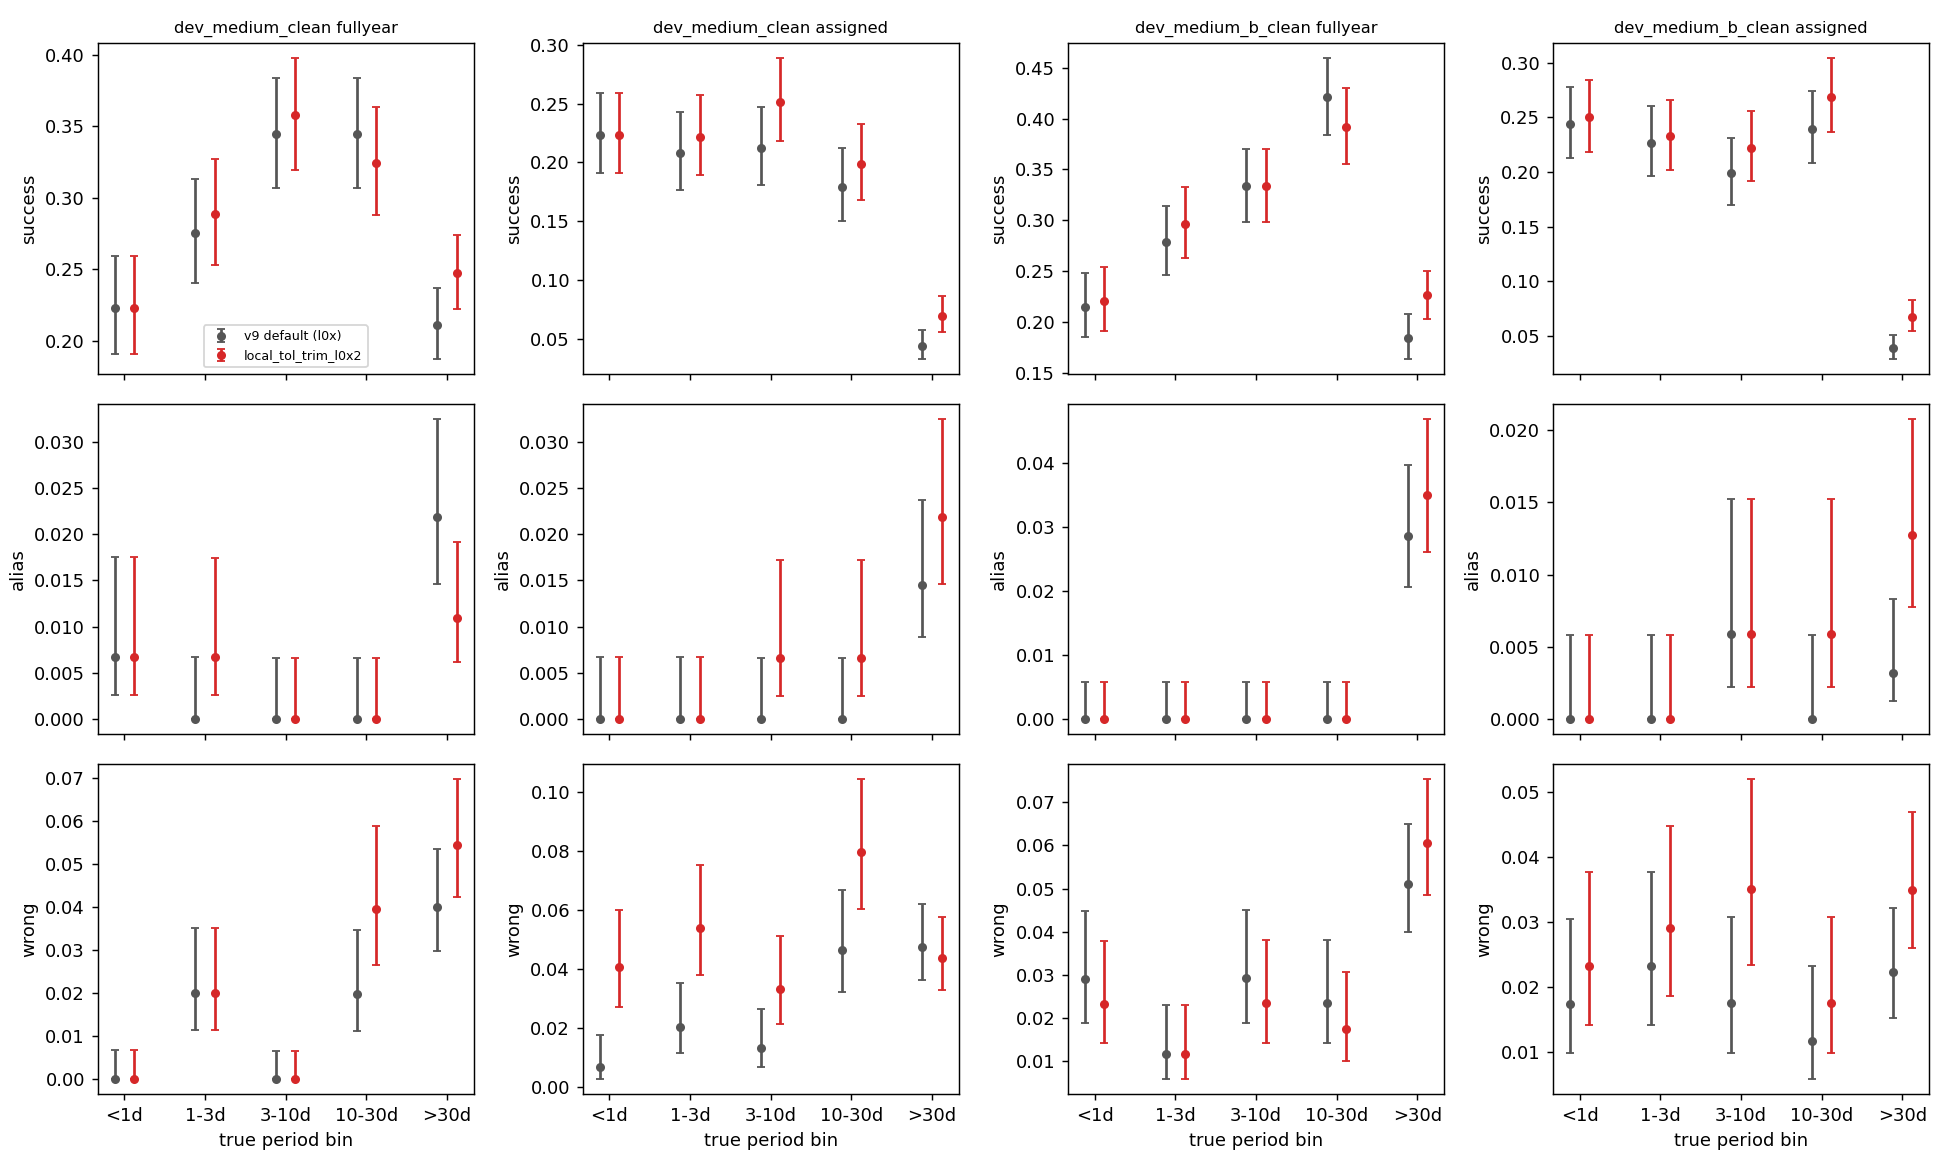 dev_medium_clean fullyear
dev_medium_clean assigned
dev_medium_b_clean fullyear
dev_medium_b_clean assigned
success
0.40
0.35
0.30
0.25
0.20
v9 default (l0x)
local_tol_trim_l0x2
success
0.30
0.25
0.20
0.15
0.10
0.05
success
0.45
0.40
0.35
0.30
0.25
0.20
0.15
success
0.30
0.25
0.20
0.15
0.10
0.05
alias
0.030
0.025
0.020
0.015
0.010
0.005
0.000
alias
0.030
0.025
0.020
0.015
0.010
0.005
0.000
alias
0.04
0.03
0.02
0.01
0.00
alias
0.020
0.015
0.010
0.005
0.000
wrong
0.07
0.06
0.05
0.04
0.03
0.02
0.01
0.00
<1d 1-3d 3-10d 10-30d >30d
true period bin
wrong
0.10
0.08
0.06
0.04
0.02
0.00
<1d 1-3d 3-10d 10-30d >30d
true period bin
wrong
0.07
0.06
0.05
0.04
0.03
0.02
0.01
<1d 1-3d 3-10d 10-30d >30d
true period bin
wrong
0.05
0.04
0.03
0.02
0.01
<1d 1-3d 3-10d 10-30d >30d
true period bin